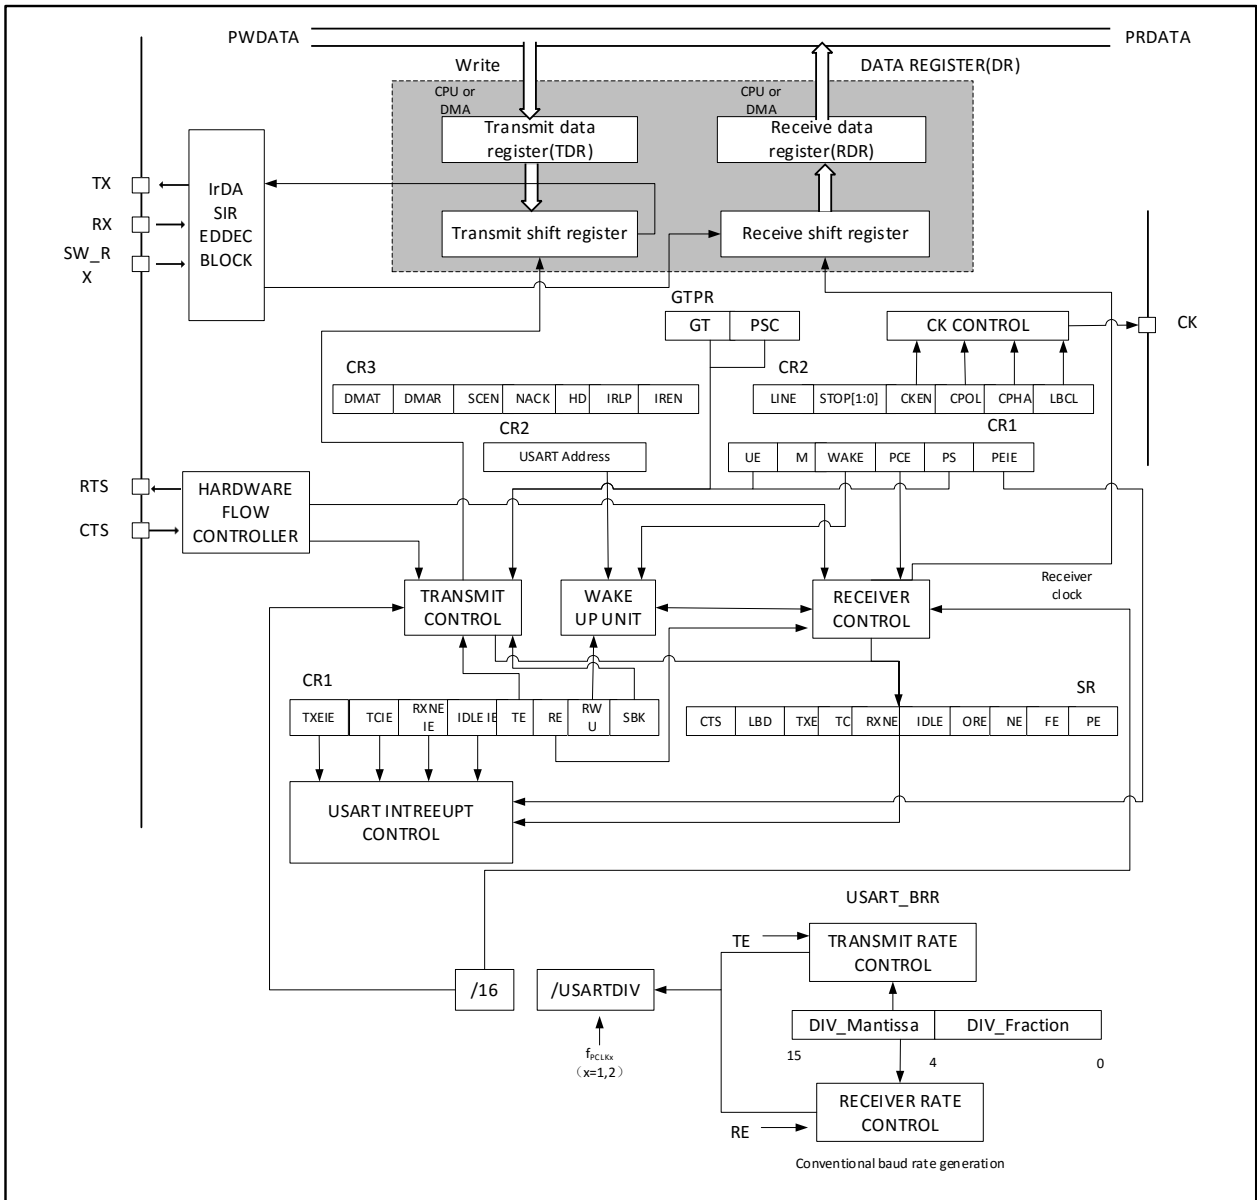 PWDATA
PRDATA
Write
DATA REGISTER(DR)
CPU or
DMA
CPU or
DMA
Transmit data
register(TDR)
Receive data
register(RDR)
TX
RX
SW_R
X
IrDA
SIR
EDDEC
BLOCK
Transmit shift register
Receive shift register
GTPR
GT
PSC
CK CONTROL
CK
CR3
CR2
DMAT
DMAR
SCEN
NACK
HD
IRLP
IREN
LINE
STOP[1:0]
CKEN
CPOL
CPHA
LBCL
CR2
CR1
USART Address
UE
M
WAKE
PCE
PS
PEIE
RTS
CTS
HARDWARE
FLOW
CONTROLLER
TRANSMIT
CONTROL
WAKE
UP UNIT
RECEIVER
CONTROL
Receiver
clock
CR1
SR
TXEIE
TCIE
RXNE
IE
IDLE IE
TE
RE
RW
U
SBK
CTS
LBD
TXE
TC
RXNE
IDLE
ORE
NE
FE
PE
USART INTREEUPT
CONTROL
USART_BRR
TE
TRANSMIT RATE
CONTROL
/16
/USARTDIV
DIV_Mantissa
DIV_Fraction
15
4
0
fPCLKx
（x=1,2）
RECEIVER RATE
CONTROL
RE
Conventional baud rate generation